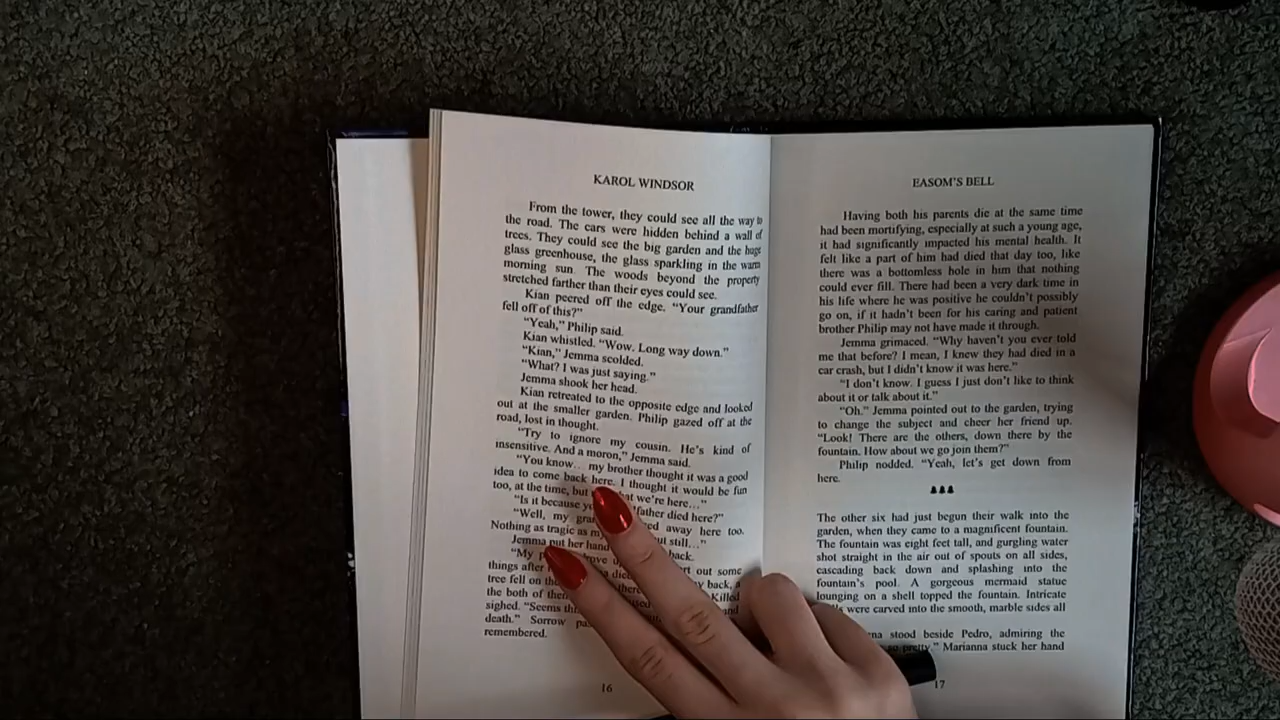 KAROL WINDSOR
From the tower, they could see all the way to
the road. The cars were hidden behind a wall of
trees. They could see the big garden and the huge
glass greenhouse, the glass sparkling in the warm
morning sun. The woods beyond the property
stretched farther than their eyes could see.
Kian peered off the edge. “Your grandfather
fell off of this?”
“Yeah,” Philip said.
Kian whistled. “Wow. Long way down.”
“Kian,” Jemma scolded.
“What? I was just saying.”
Jemma shook her head.
Kian retreated to the opposite edge and looked
out at the smaller garden. Philip gazed off at the
road, lost in thought.
“Try to ignore my cousin. He’s kind of
insensitive. And a moron,” Jemma said.
“You know… my brother thought it was a good
idea to come back here. I thought it would be fun
too, at the time, but we’re here…”
“Is it because died here?”
“Well, my away here too.
Nothing as tragic as but still…”
Jemma put her hand back.
“My out some
things after back, a
tree fell on the Killed
the both of and
sighed. “Seems
death.” Sorrow
remembered.
16
EASOM’S BELL
Having both his parents die at the same time
had been mortifying, especially at such a young age,
it had significantly impacted his mental health. It
felt like a part of him had died that day too, like
there was a bottomless hole in him that nothing
could ever fill. There had been a very dark time in
his life where he was positive he couldn’t possibly
go on, if it hadn’t been for his caring and patient
brother Philip may not have made it through.
Jemma grimaced. “Why haven’t you ever told
me that before? I mean, I knew they had died in a
car crash, but I didn’t know it was here.”
“I don’t know. I guess I just don’t like to think
about it or talk about it.”
“Oh.” Jemma pointed out to the garden, trying
to change the subject and cheer her friend up.
“Look! There are the others, down there by the
fountain. How about we go join them?”
Philip nodded. “Yeah, let’s get down from
here.
The other six had just begun their walk into the
garden, when they came to a magnificent fountain.
The fountain was eight feet tall, and gurgling water
shot straight in the air out of spouts on all sides,
cascading back down and splashing into the
fountain’s pool. A gorgeous mermaid statue
lounging on a shell topped the fountain. Intricate
were carved into the smooth, marble sides all
stood beside Pedro, admiring the
so pretty.” Marianna stuck her hand
17